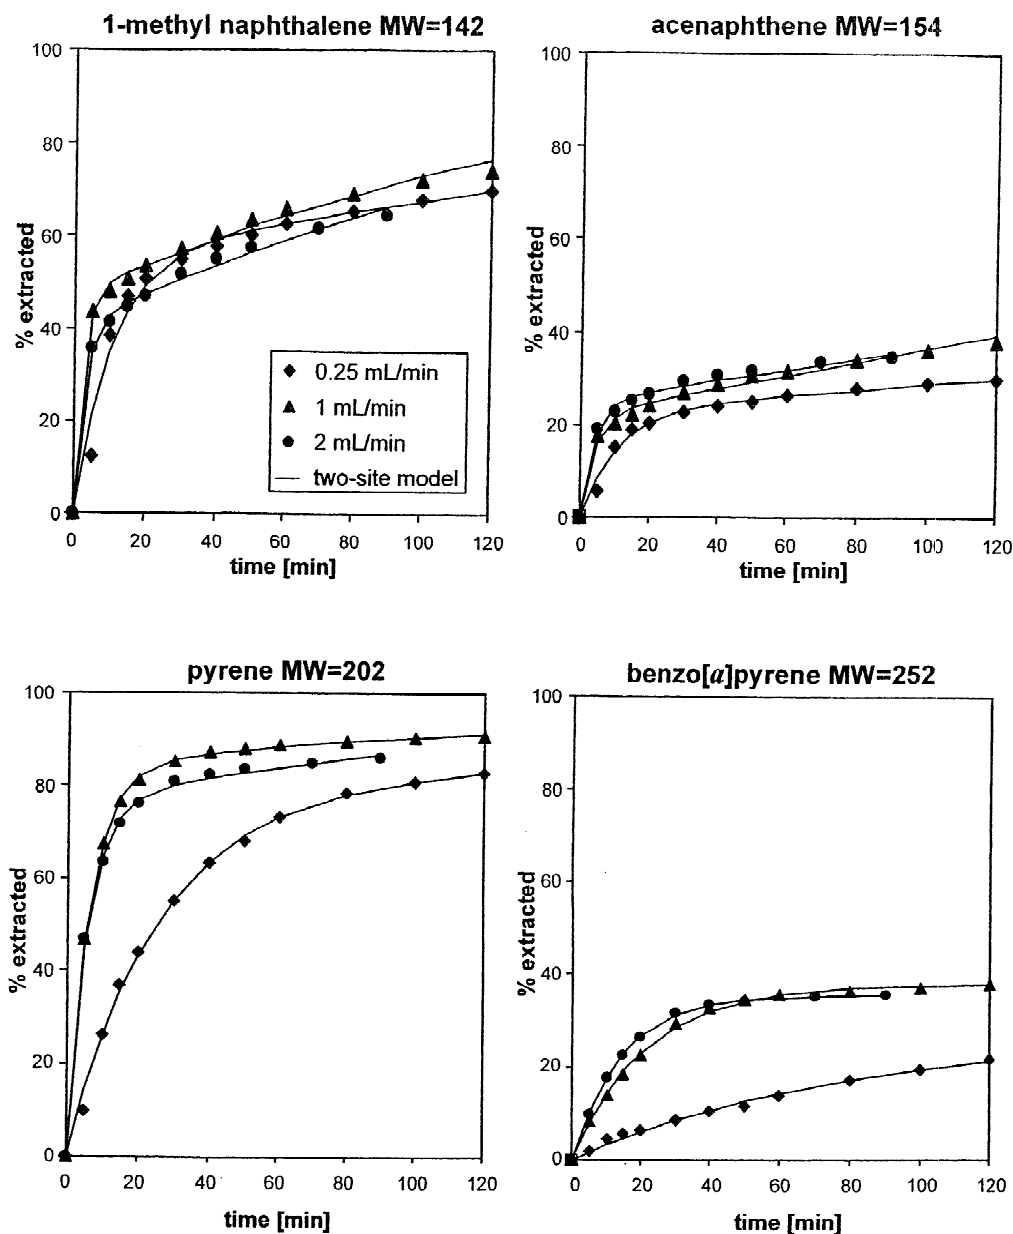 1-methyl naphthalene MW=142
100
80
60
40
20
0
% extracted
0.25 mL/min
1 mL/min
2 mL/min
two-site model
0 20 40 60 80 100 120
time [min]
acenaphthene MW=154
100
80
60
40
20
0
% extracted
0 20 40 60 80 100 120
time [min]
pyrene MW=202
100
80
60
40
20
0
% extracted
0 20 40 60 80 100 120
time [min]
benzo[a]pyrene MW=252
100
80
60
40
20
0
% extracted
0 20 40 60 80 100 120
time [min]